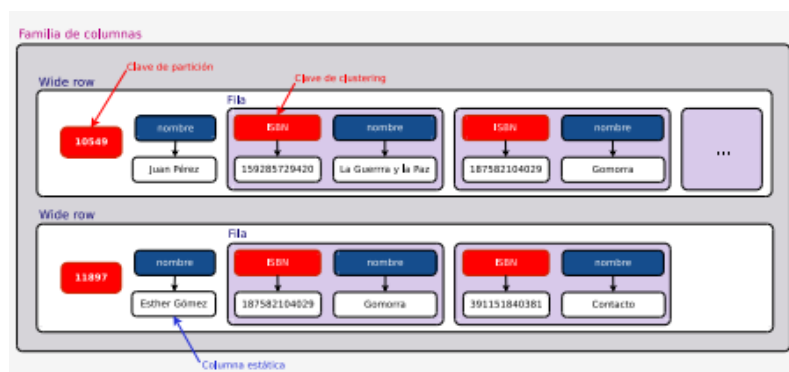 Familia de columnas
Clave de partición
Wide row
Clave de clustering
Fila
10549
nombre
ISBN
nombre
ISBN
nombre
...
Juan Pérez
159285729420
La Guerrra y la Paz
187582104029
Gomorra
Wide row
Fila
11897
nombre
ISBN
nombre
ISBN
nombre
Esther Gómez
187582104029
Gomorra
391151840381
Contacto
Columna estática